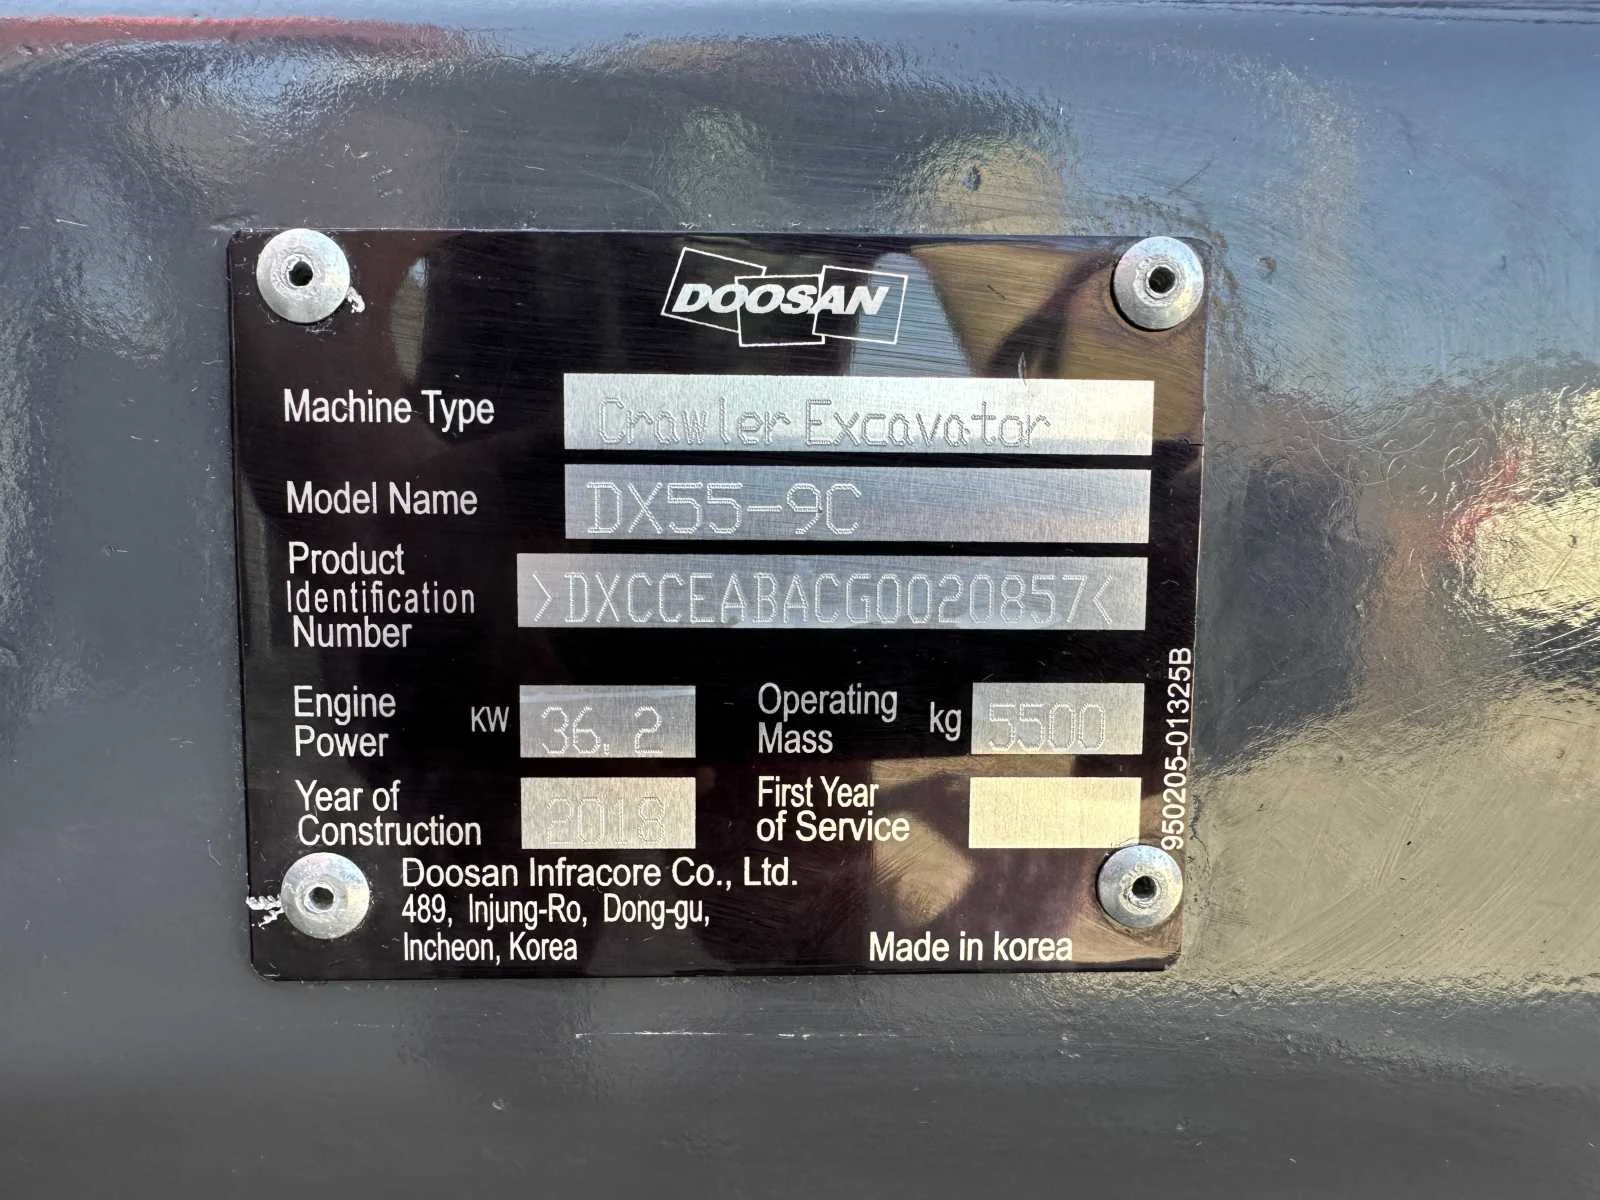 DOOSAN
Machine Type Crawler Excavator
Model Name DX55-9C
Product
Identification
Number >DXCCEABACG0020857<
Engine
Power KW 36.2
Operating
Mass kg 5500
Year of
Construction 2018
First Year
of Service
Doosan Infracore Co., Ltd.
489, Injung-Ro, Dong-gu,
Incheon, Korea
Made in korea
950205-01325B